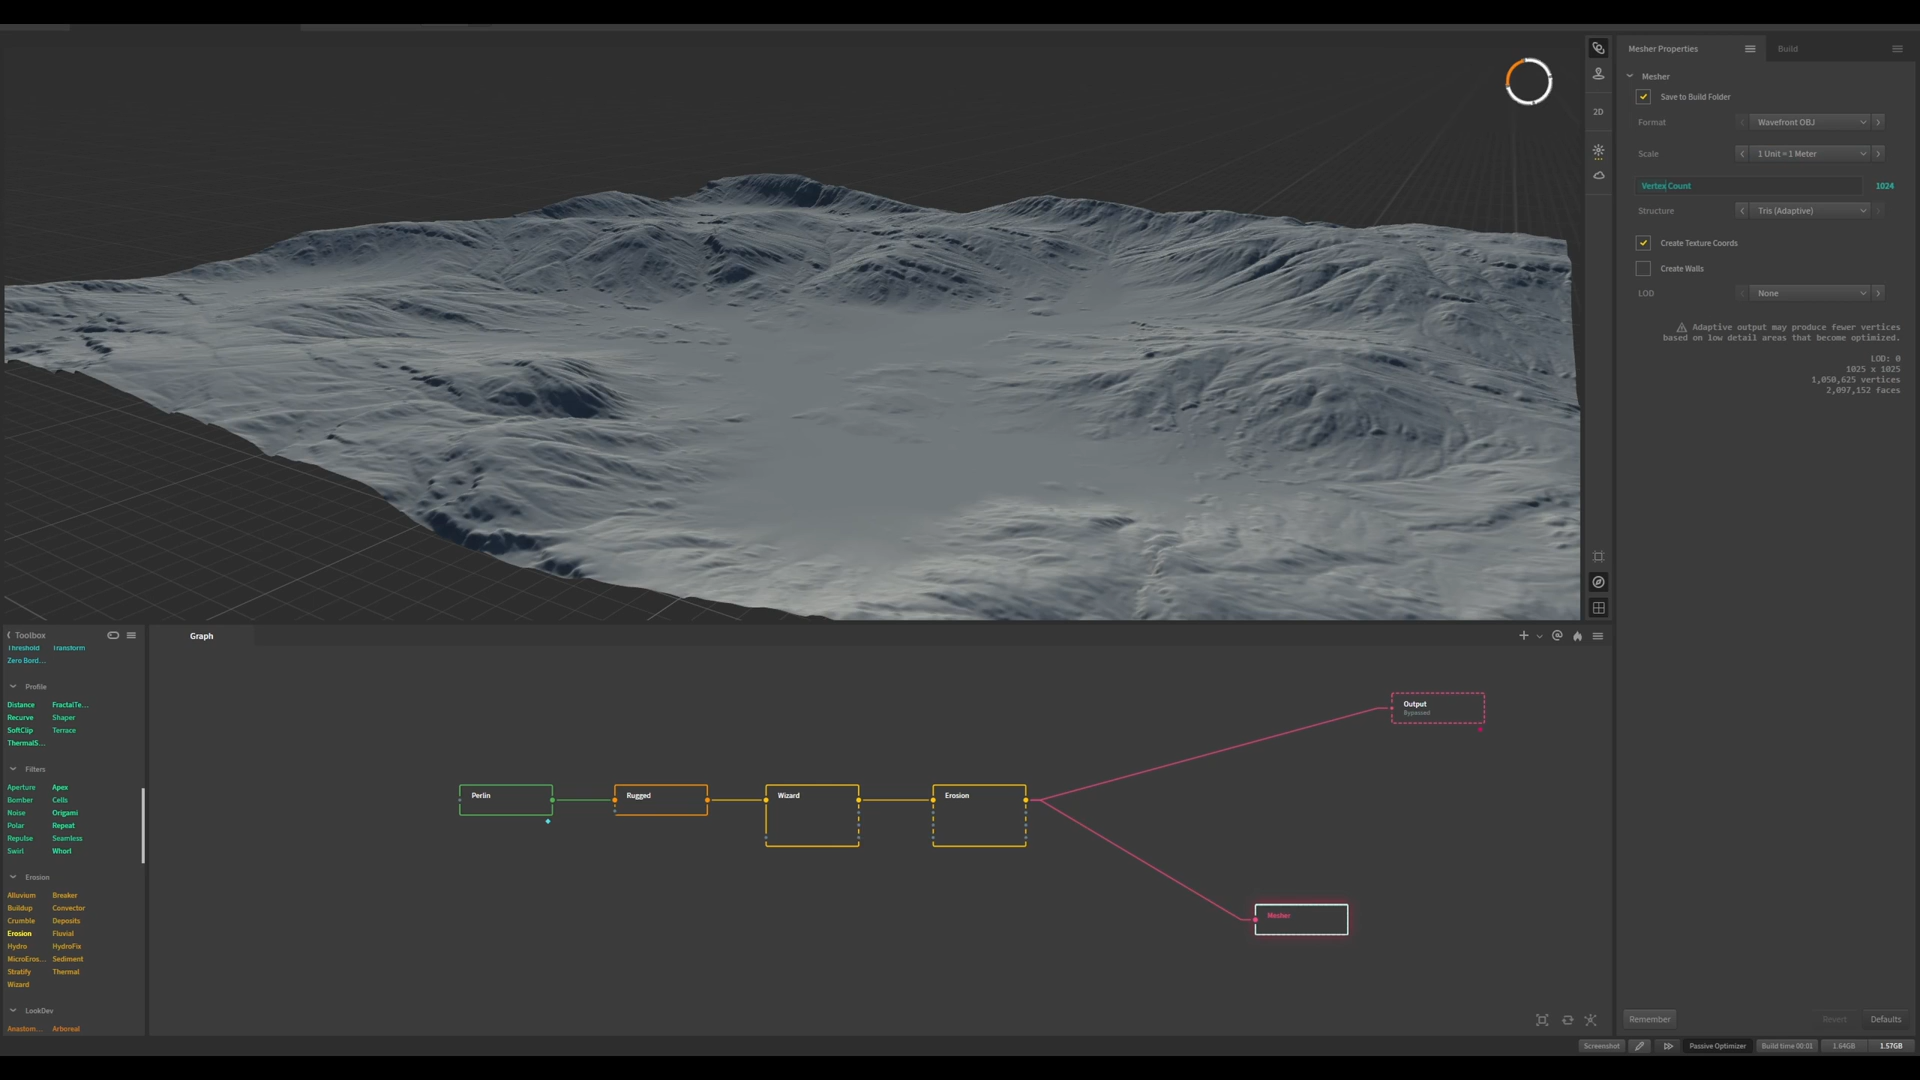 Mesher Properties
Build
Mesher
Save to Build Folder
Format
Wavefront OBJ
Scale
1 Unit = 1 Meter
Vertex Count
1024
Structure
Tris (Adaptive)
Create Texture Coords
Create Walls
LOD
None
Adaptive output may produce fewer vertices
based on low detail areas that become optimized.
LOD: 0
1025 x 1025
1,050,625 vertices
2,097,152 faces
2D
Toolbox
Threshold Transform
Zero Bord...
Profile
Distance FractalTe...
Recurve Shaper
SoftClip Terrace
ThermalS...
Filters
Aperture Apex
Bomber Cells
Noise Origami
Polar Repeat
Repulse Seamless
Swirl Whorl
Erosion
Alluvium Breaker
Buildup Convector
Crumble Deposits
Erosion Fluvial
Hydro HydroFix
MicroEros... Sediment
Stratify Thermal
Wizard
LookDev
Anastom... Arboreal
Graph
Output
Bypassed
Perlin
Rugged
Wizard
Erosion
Mesher
Remember
Revert
Defaults
Screenshot
Passive Optimizer
Build time 00:01
1.64GB
1.57GB